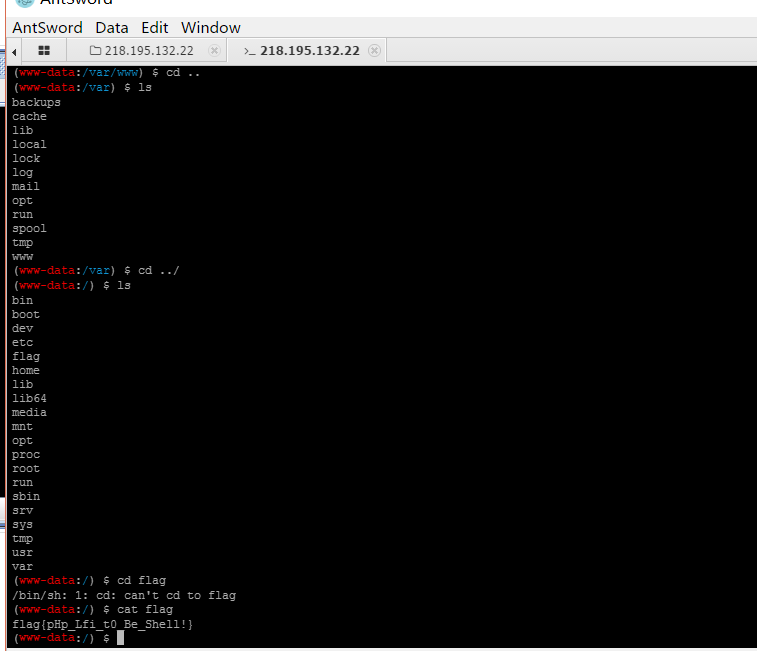 AntSword
AntSword Data Edit Window
218.195.132.22 >_ 218.195.132.22
(www-data:/var/www) $ cd ..
(www-data:/var) $ ls
backups
cache
lib
local
lock
log
mail
opt
run
spool
tmp
www
(www-data:/var) $ cd ../
(www-data:/) $ ls
bin
boot
dev
etc
flag
home
lib
lib64
media
mnt
opt
proc
root
run
sbin
srv
sys
tmp
usr
var
(www-data:/) $ cd flag
/bin/sh: 1: cd: can't cd to flag
(www-data:/) $ cat flag
flag{pHp_Lfi_t0_Be_Shell!}
(www-data:/) $